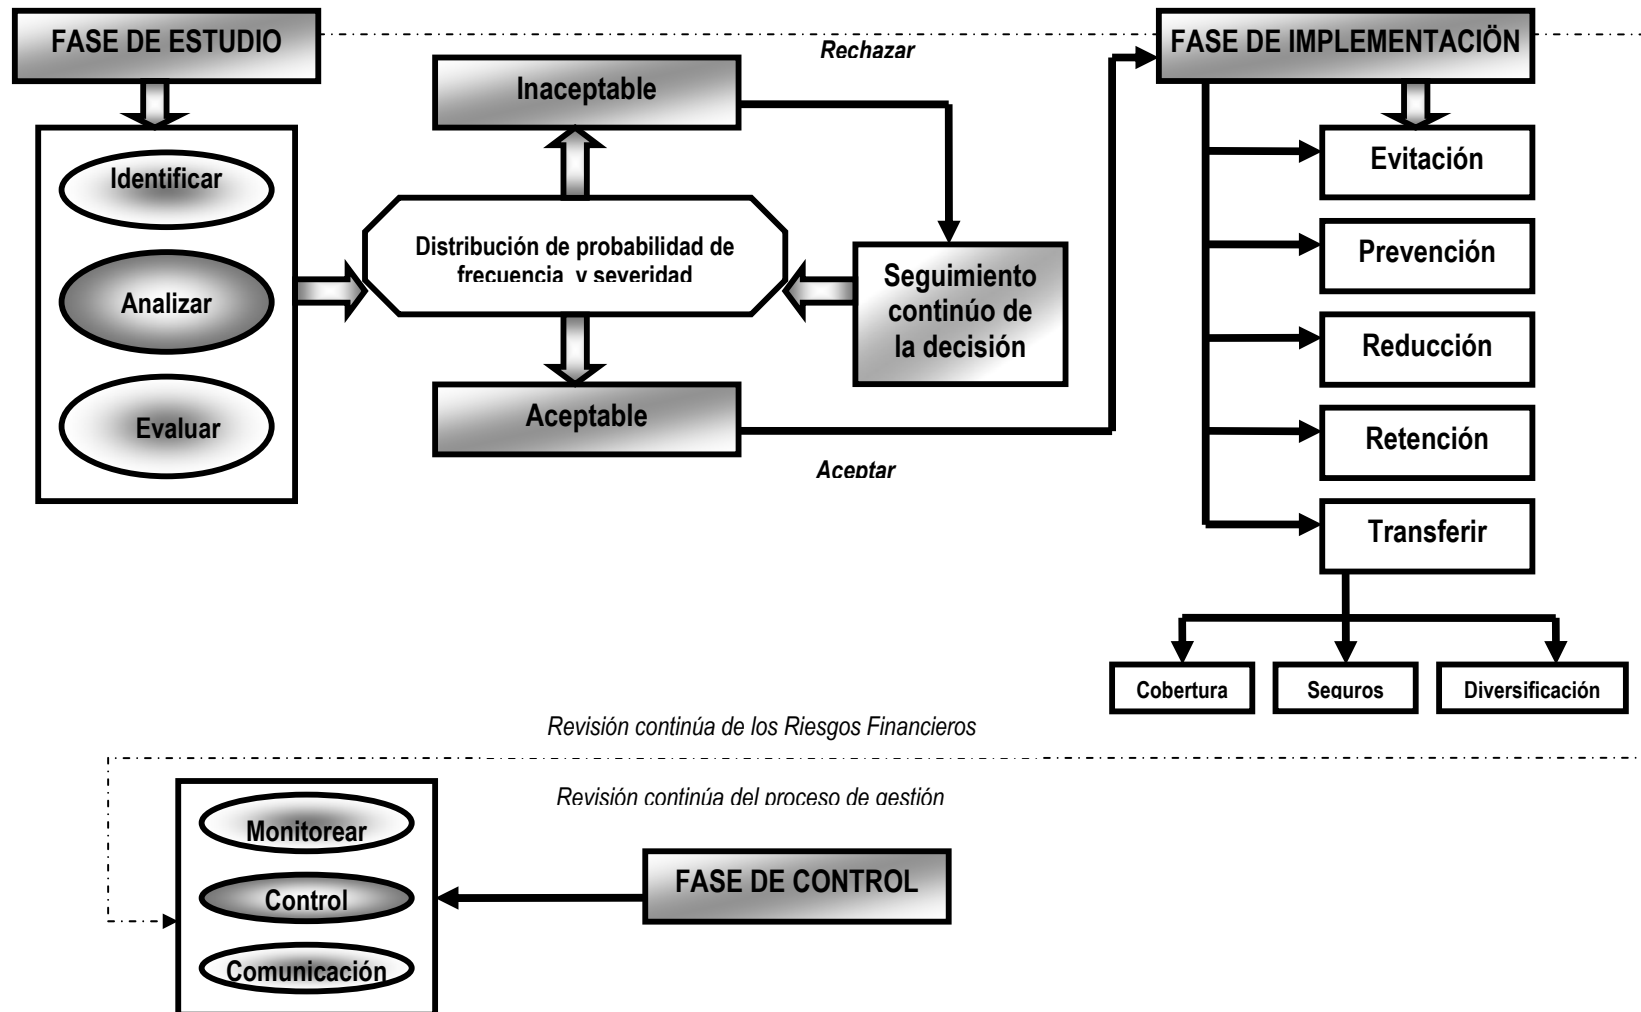 FASE DE ESTUDIO
Identificar
Analizar
Evaluar
Rechazar
Inaceptable
Distribución de probabilidad de
frecuencia y severidad
Aceptable
Aceptar
Seguimiento
continúo de
la decisión
FASE DE IMPLEMENTACIÖN
Evitación
Prevención
Reducción
Retención
Transferir
Cobertura
Seguros
Diversificación
Revisión continúa de los Riesgos Financieros
Revisión continúa del proceso de gestión
Monitorear
Control
Comunicación
FASE DE CONTROL